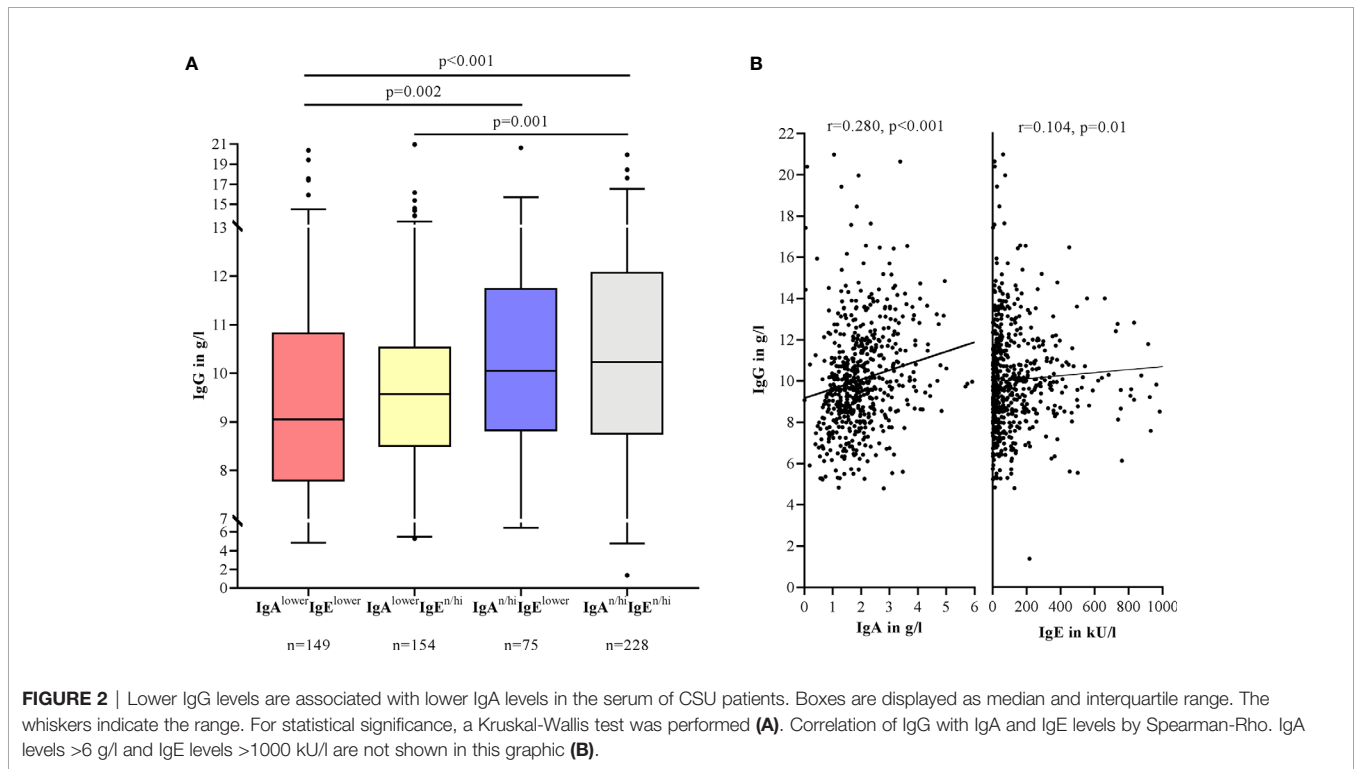 A
p<0.001
p=0.002
p=0.001
21
19
17
15
13
12
11
10
9
8
7
6
4
2
0
IgG in g/l
IgA^lower IgE^lower IgA^lower IgE^n/hi IgA^n/hi IgE^lower IgA^n/hi IgE^n/hi
n=149 n=154 n=75 n=228
B
r=0.280, p<0.001 r=0.104, p=0.01
22
20
18
16
14
12
10
8
6
4
2
0
IgG in g/l
0 1 2 3 4 5 6 0 200 400 600 800 1000
IgA in g/l IgE in kU/l
FIGURE 2 | Lower IgG levels are associated with lower IgA levels in the serum of CSU patients. Boxes are displayed as median and interquartile range. The
whiskers indicate the range. For statistical significance, a Kruskal-Wallis test was performed (A). Correlation of IgG with IgA and IgE levels by Spearman-Rho. IgA
levels >6 g/l and IgE levels >1000 kU/l are not shown in this graphic (B).